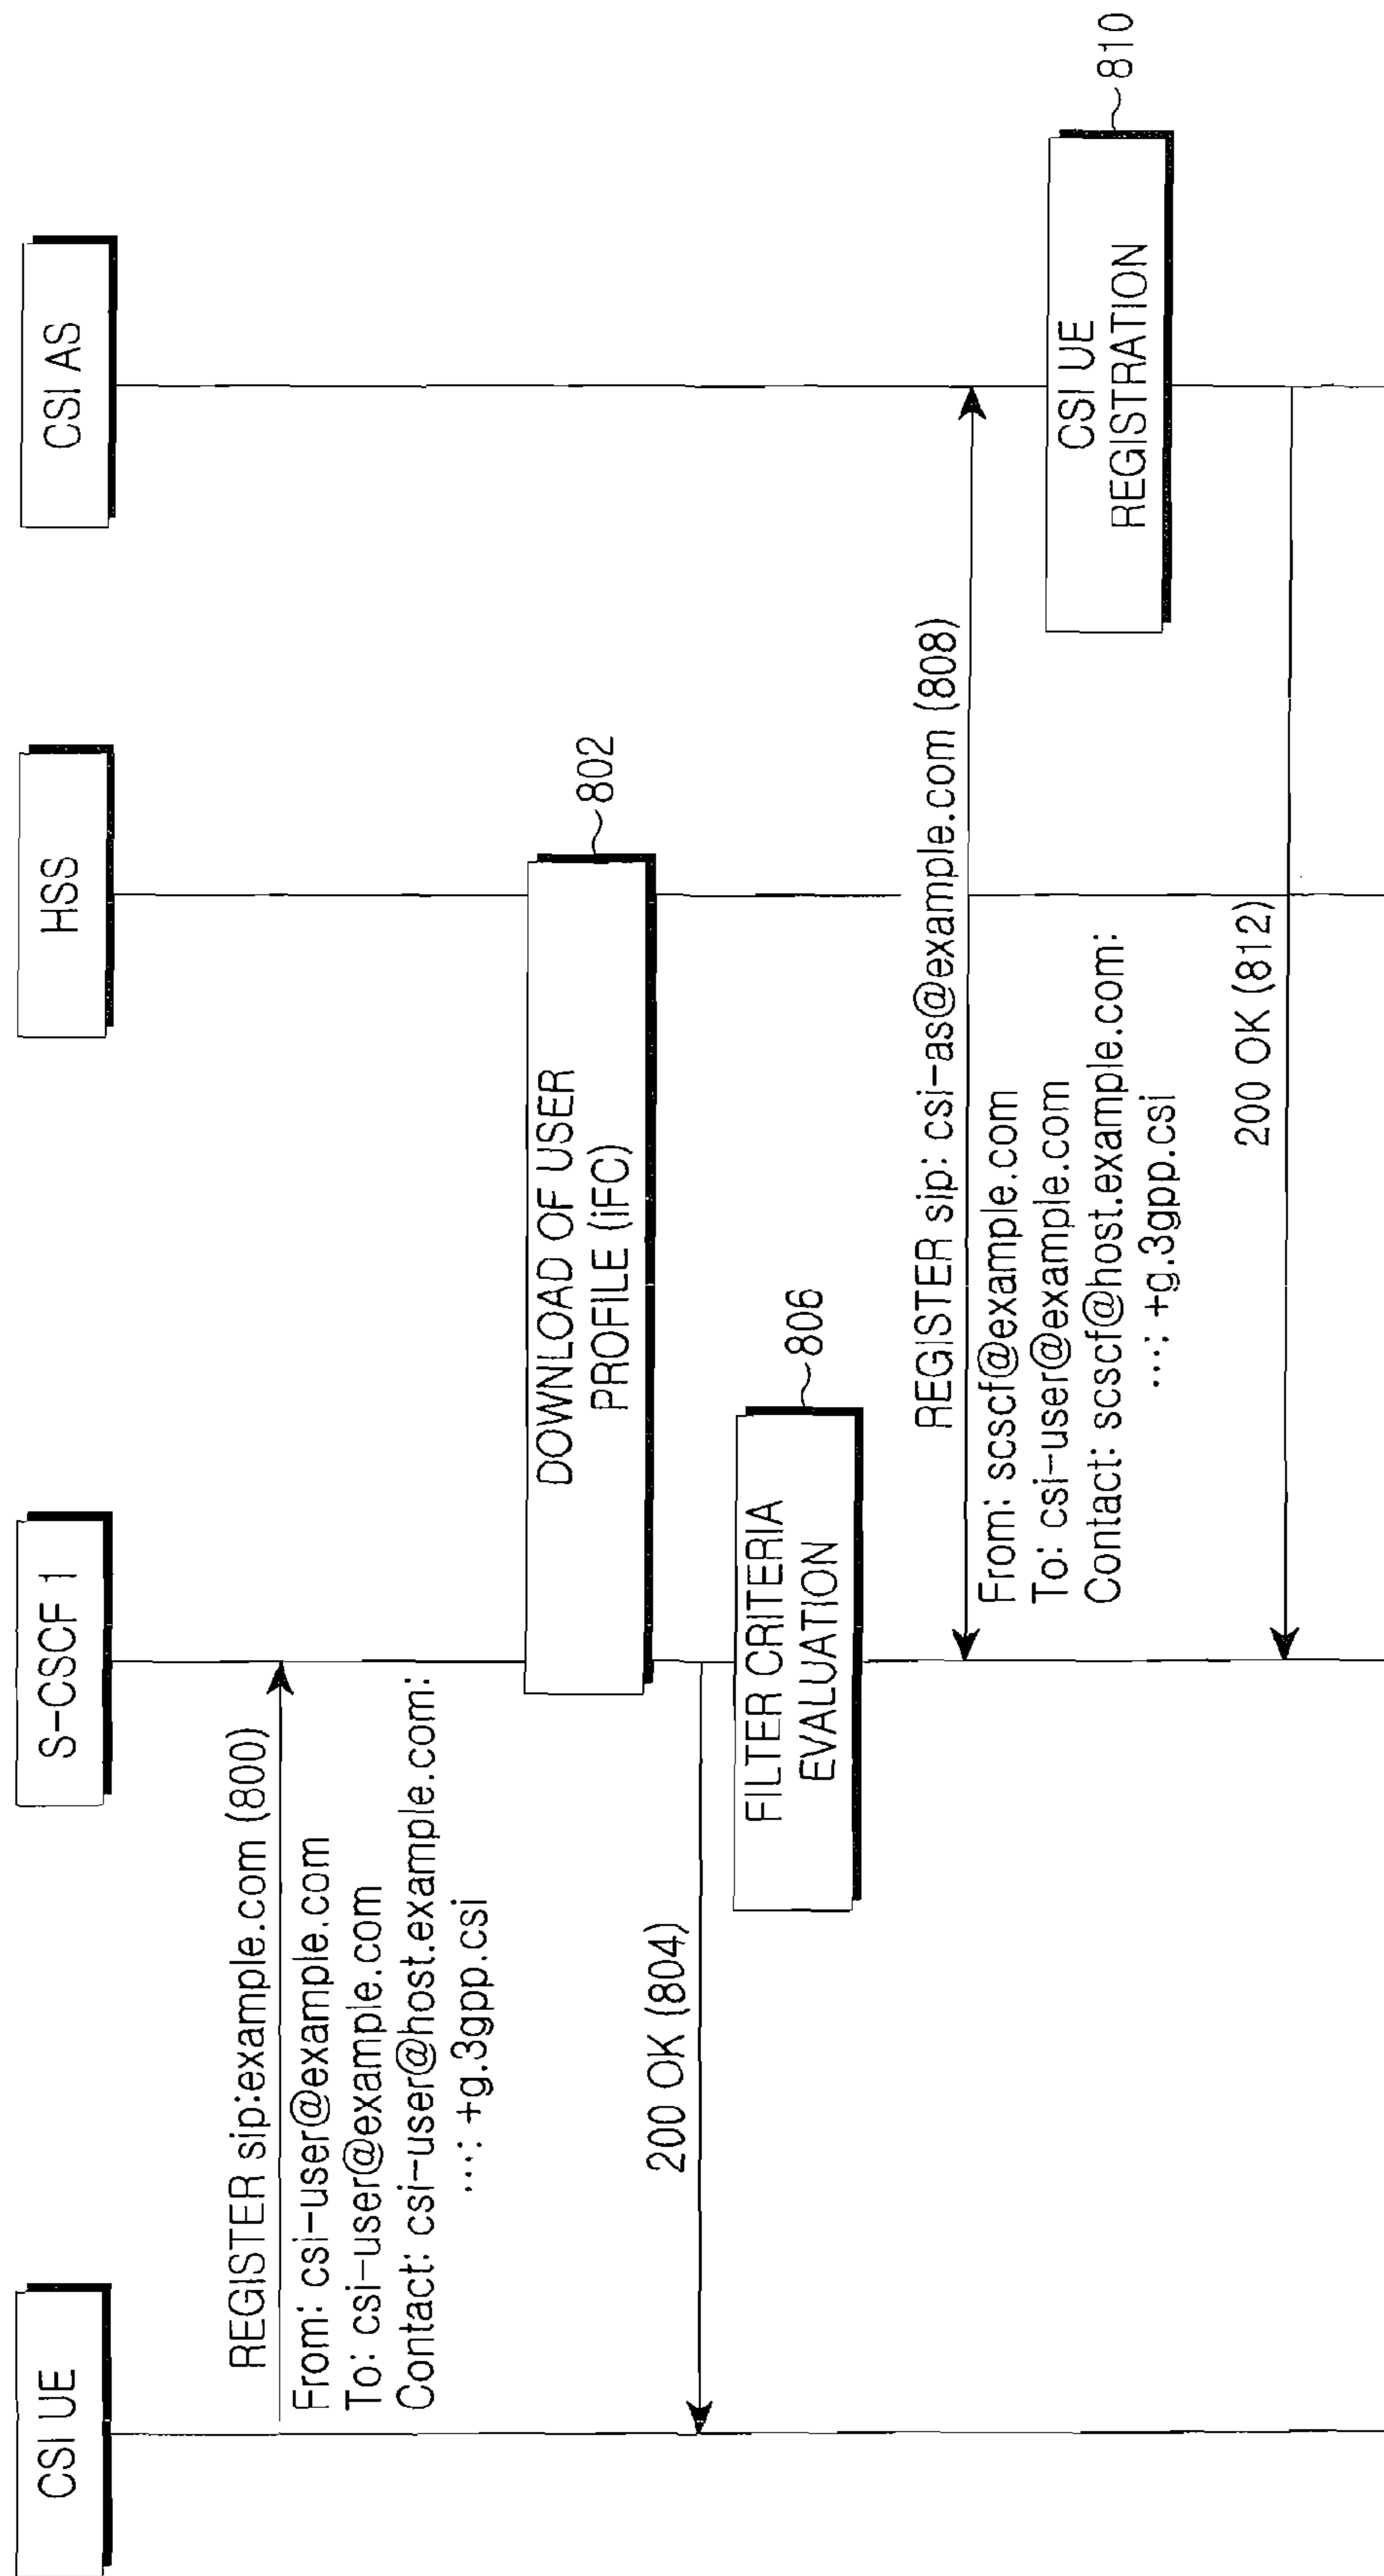 CSI UE
S-CSCF 1
HSS
CSI AS
REGISTER sip:example.com (800)
From: csi-user@example.com
To: csi-user@example.com
Contact: csi-user@host.example.com:
...: +g.3gpp.csi
DOWNLOAD OF USER
PROFILE (iFC)
802
200 OK (804)
FILTER CRITERIA
EVALUATION
806
REGISTER sip: csi-as@example.com (808)
From: scscf@example.com
To: csi-user@example.com
Contact: scscf@host.example.com:
...: +g.3gpp.csi
CSI UE
REGISTRATION
810
200 OK (812)